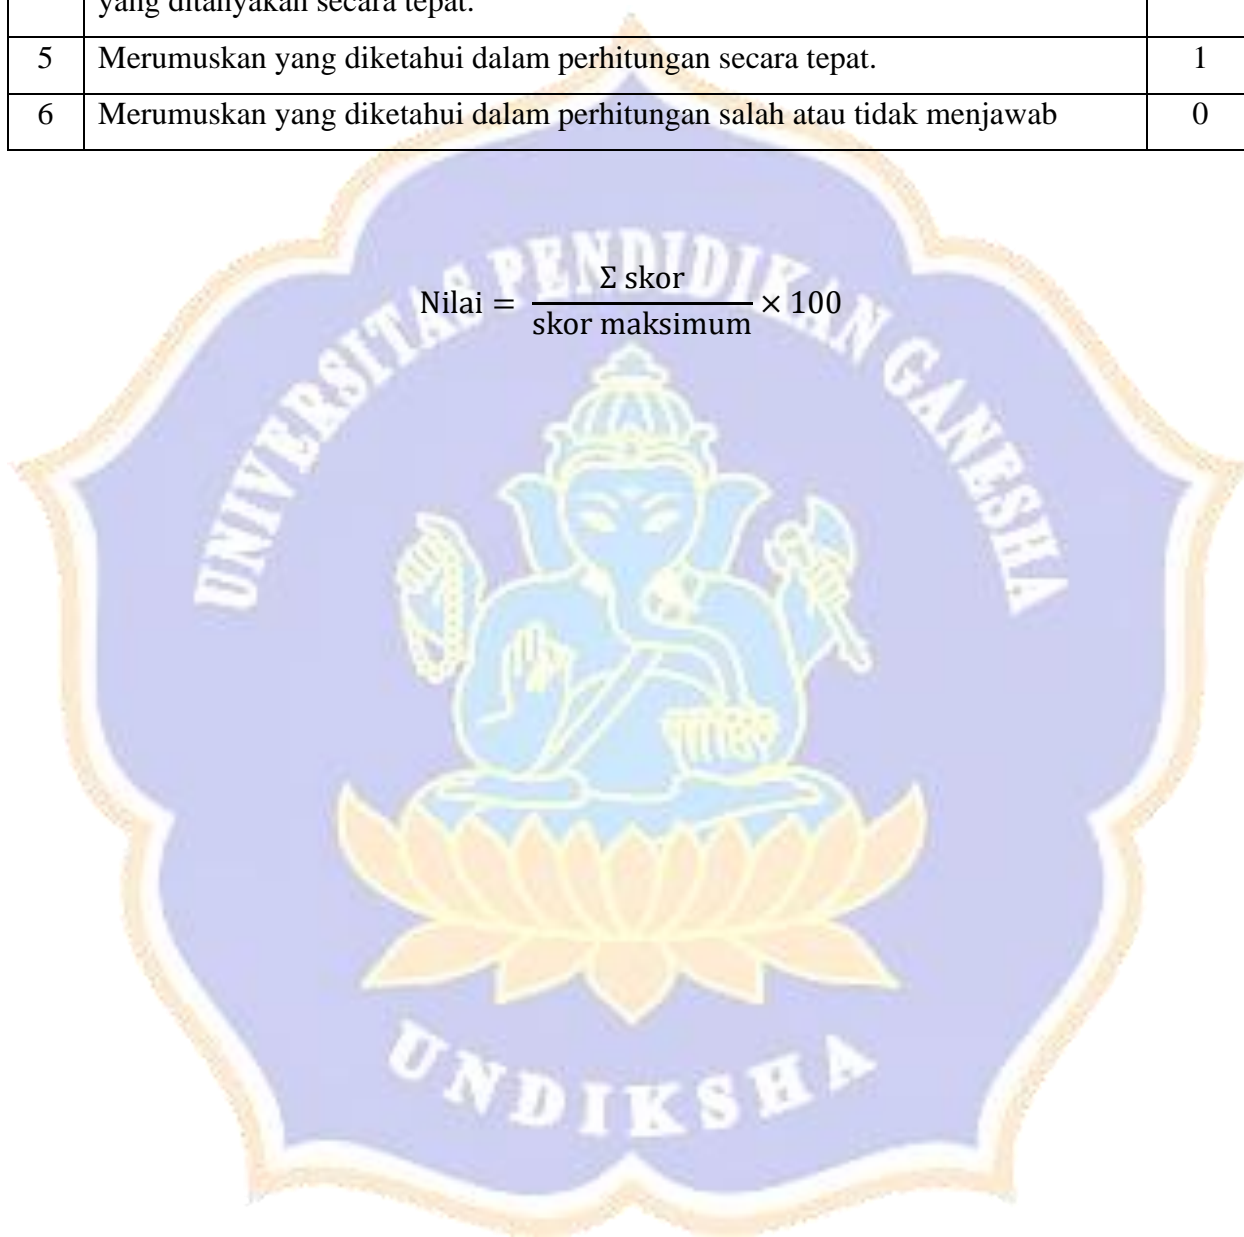 yang ditanyakan secara tepat.
5 Merumuskan yang diketahui dalam perhitungan secara tepat. 1
6 Merumuskan yang diketahui dalam perhitungan salah atau tidak menjawab 0
Nilai = Σ skor / skor maksimum × 100
UNIVERSITAS PENDIDIKAN GANESHA
UNDIKSHA